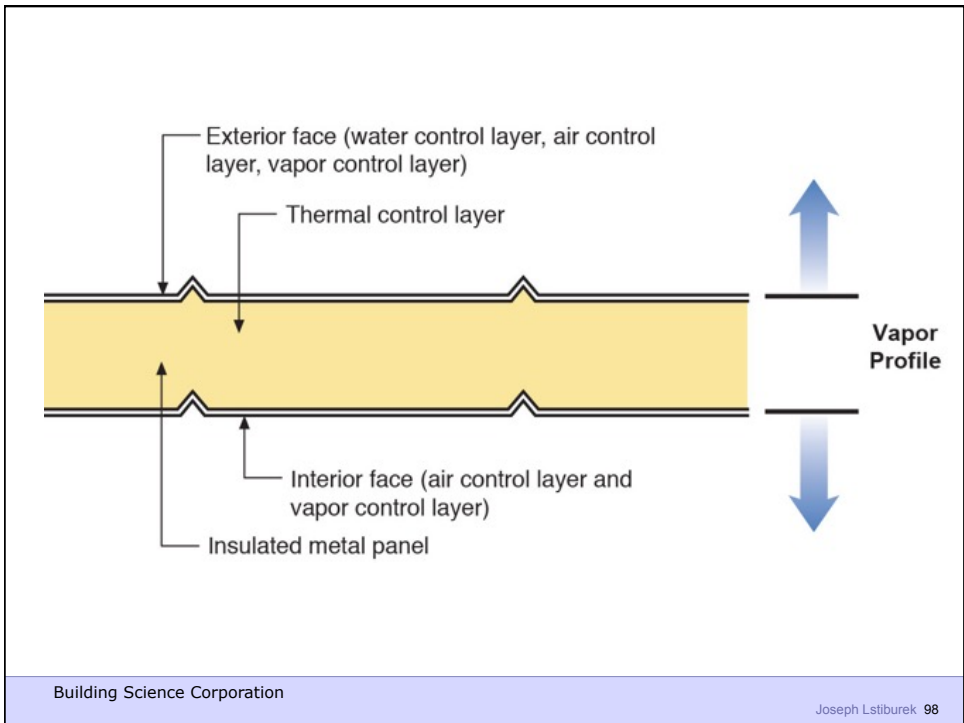 Exterior face (water control layer, air control
layer, vapor control layer)
Thermal control layer
Vapor
Profile
Interior face (air control layer and
vapor control layer)
Insulated metal panel
Building Science Corporation
Joseph Lstiburek 98